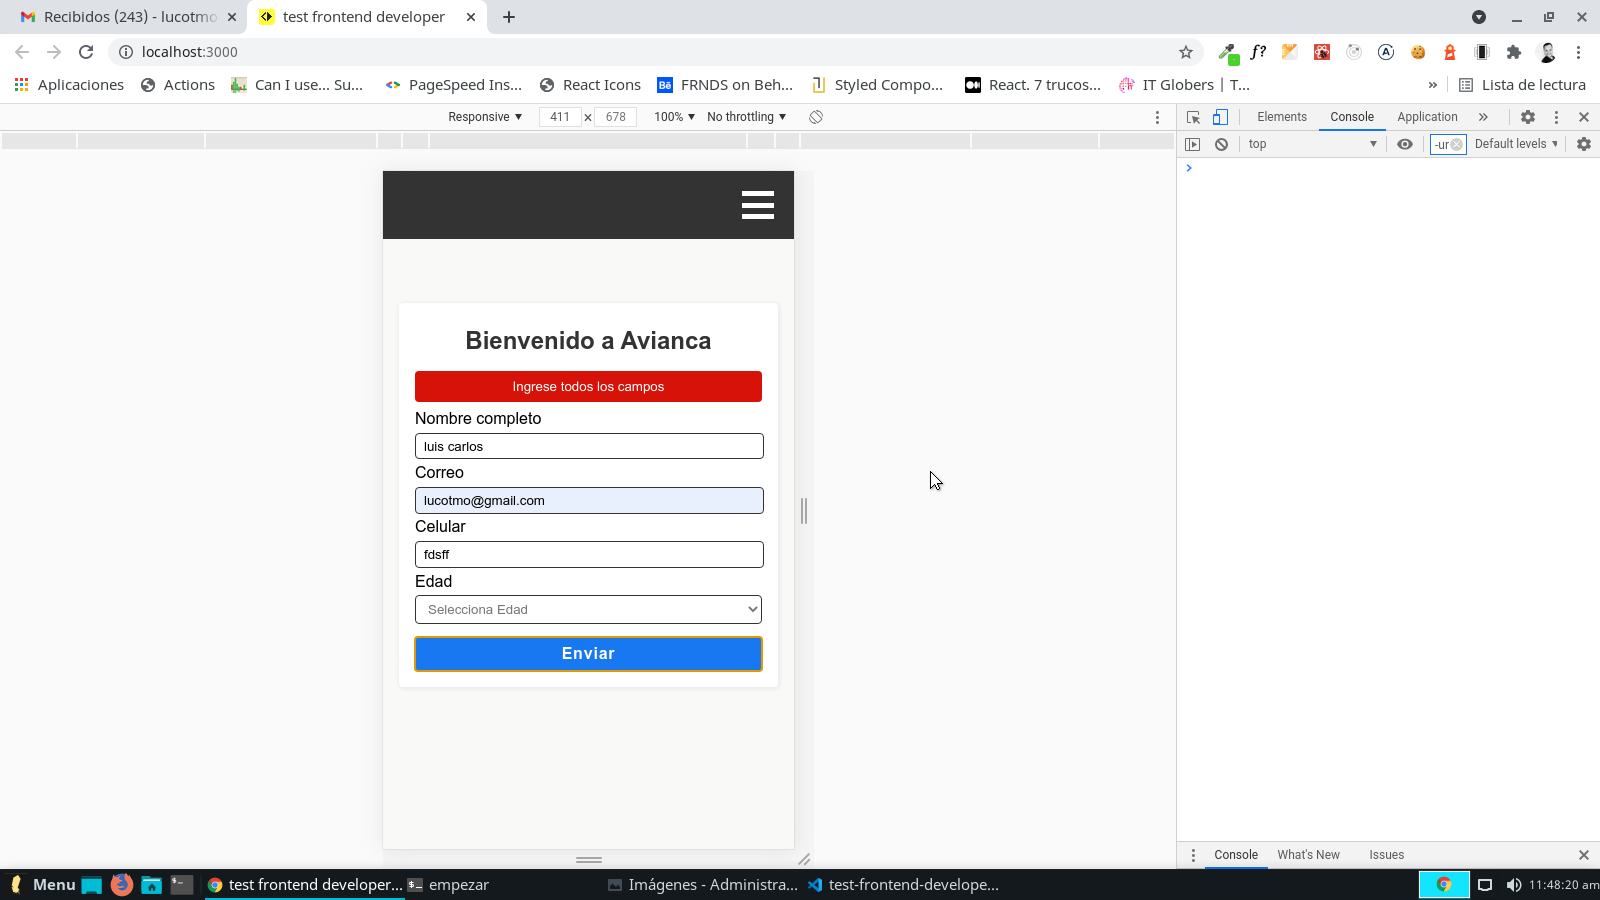 Recibidos (243) - lucotmo
test frontend developer
localhost:3000
f?
Aplicaciones
Actions
Can I use... Su...
PageSpeed Ins...
React Icons
Bē FRNDS on Beh...
Styled Compo...
React. 7 trucos...
IT Globers | T...
»
Lista de lectura
Responsive 411 × 678 100% No throttling
Elements Console Application »
top -ur Default levels
Bienvenido a Avianca
Ingrese todos los campos
Nombre completo
luis carlos
Correo
lucotmo@gmail.com
Celular
fdsff
Edad
Selecciona Edad
Enviar
Console What's New Issues
Menu test frontend developer... empezar Imágenes - Administra... test-frontend-develope... 11:48:20 am